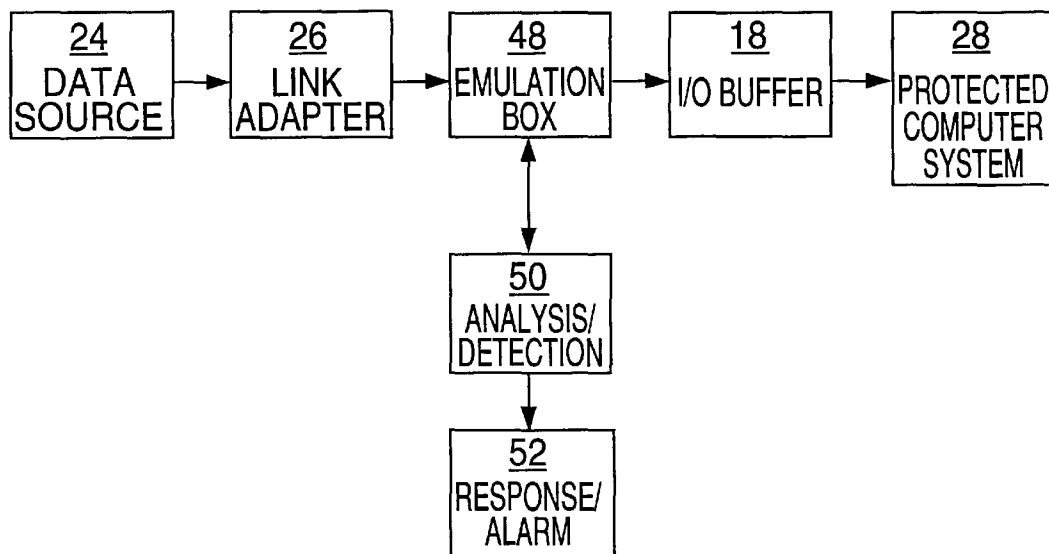 24
DATA
SOURCE
26
LINK
ADAPTER
48
EMULATION
BOX
18
I/O BUFFER
28
PROTECTED
COMPUTER
SYSTEM
50
ANALYSIS/
DETECTION
52
RESPONSE/
ALARM